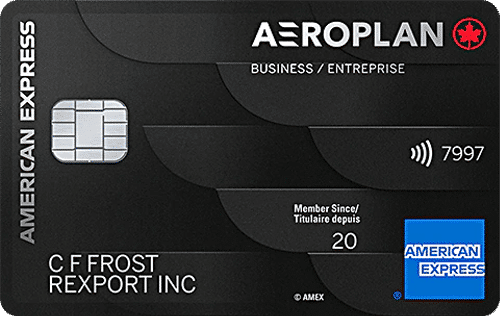 AMERICAN EXPRESS
AEROPLAN
BUSINESS / ENTREPRISE
7997
Member Since/
Titulaire depuis
20
C F FROST
REXPORT INC
© AMEX
AMERICAN
EXPRESS
®